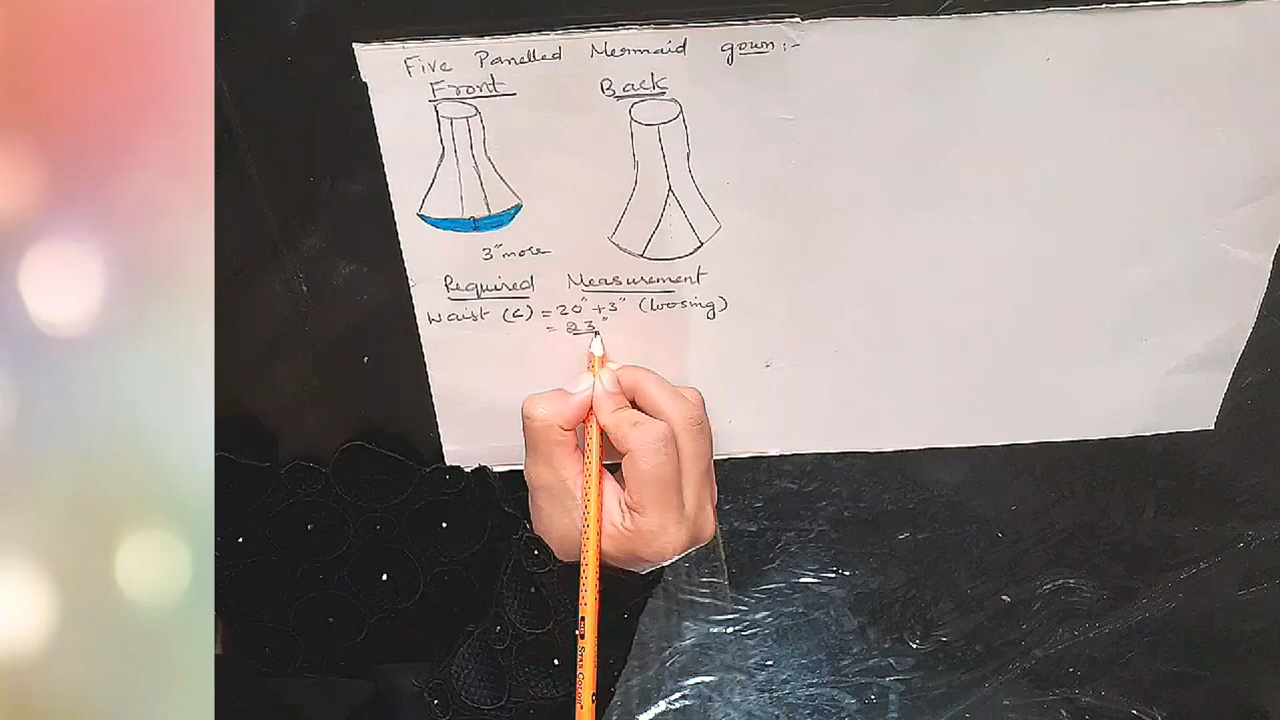 Five Panelled Mermaid gown :-
Front Back
3" more
Required Measurement
Waist (L) = 20" + 3" (loosing)
= 23"
STAR COLOR